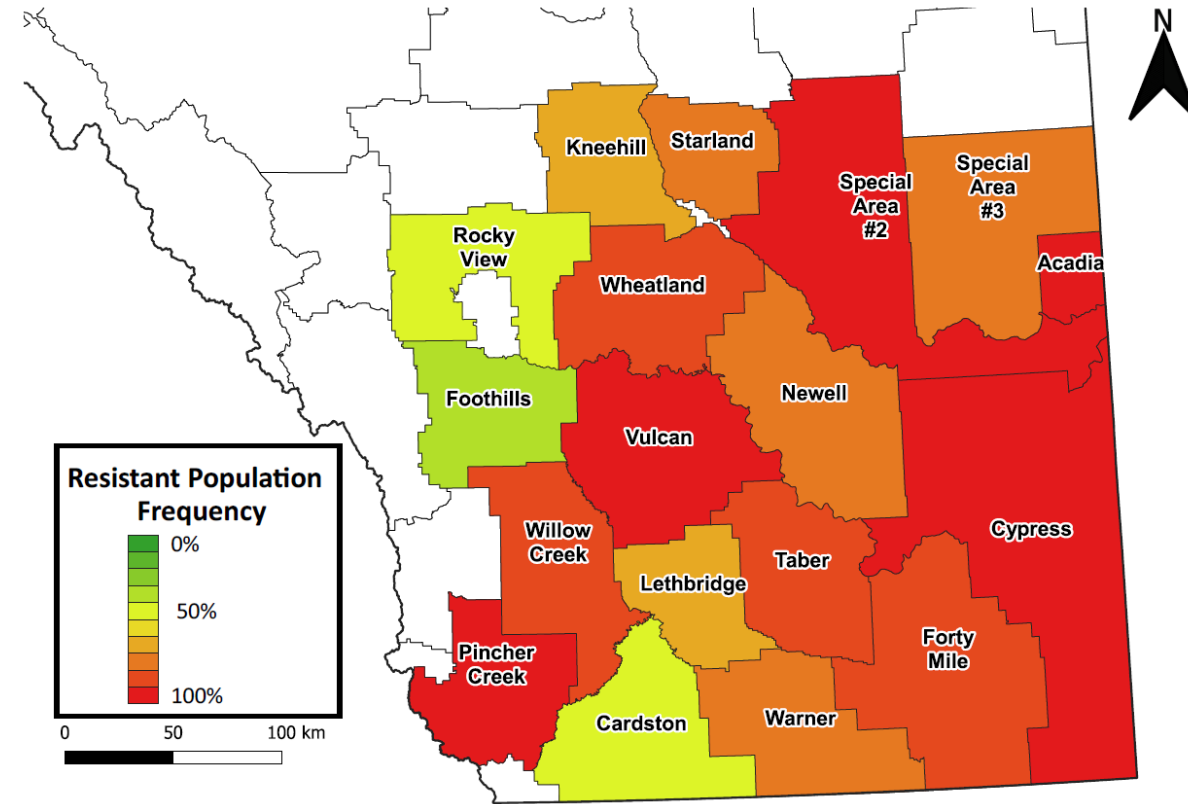 N
Kneehill
Starland
Special
Area
#2
Special
Area
#3
Acadia
Rocky
View
Wheatland
Foothills
Newell
Vulcan
Cypress
Willow
Creek
Taber
Lethbridge
Forty
Mile
Pincher
Creek
Cardston
Warner
Resistant Population
Frequency
0%
50%
100%
0 50 100 km